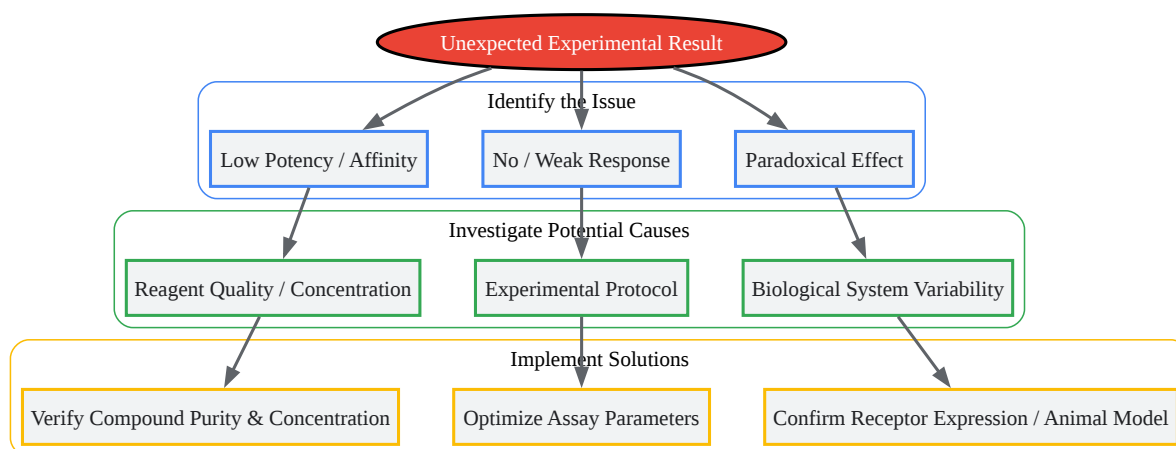 Unexpected Experimental Result
Identify the Issue
Low Potency / Affinity
No / Weak Response
Paradoxical Effect
Investigate Potential Causes
Reagent Quality / Concentration
Experimental Protocol
Biological System Variability
Implement Solutions
Verify Compound Purity & Concentration
Optimize Assay Parameters
Confirm Receptor Expression / Animal Model